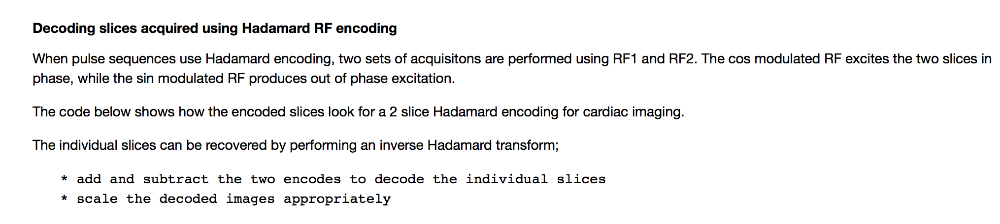 Decoding slices acquired using Hadamard RF encoding
When pulse sequences use Hadamard encoding, two sets of acquisitons are performed using RF1 and RF2. The cos modulated RF excites the two slices in
phase, while the sin modulated RF produces out of phase excitation.
The code below shows how the encoded slices look for a 2 slice Hadamard encoding for cardiac imaging.
The individual slices can be recovered by performing an inverse Hadamard transform;
* add and subtract the two encodes to decode the individual slices
* scale the decoded images appropriately